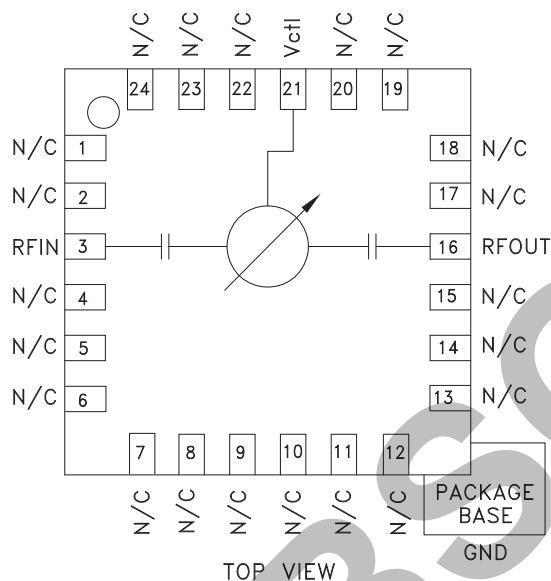 N/C N/C N/C Vctl N/C N/C
24 23 22 21 20 19
N/C 1 18 N/C
N/C 2 17 N/C
RFIN 3 16 RFOUT
N/C 4 15 N/C
N/C 5 14 N/C
N/C 6 13 N/C
7 8 9 10 11 12
N/C N/C N/C N/C N/C N/C
PACKAGE
BASE
GND
TOP VIEW